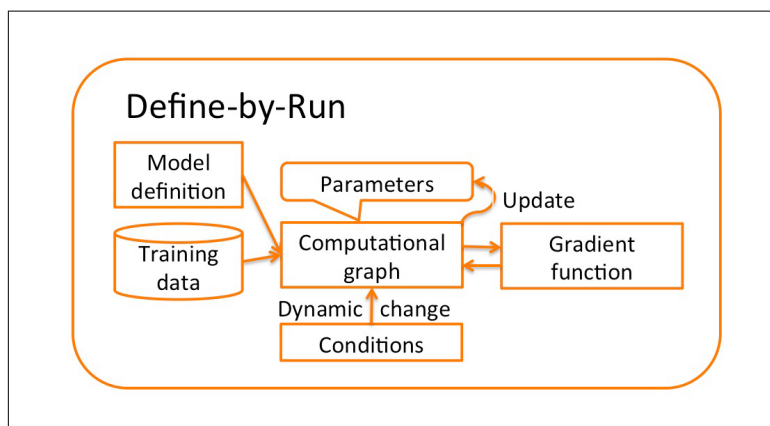 Define-by-Run
Model
definition
Parameters
Update
Training
data
Computational
graph
Gradient
function
Dynamic change
Conditions